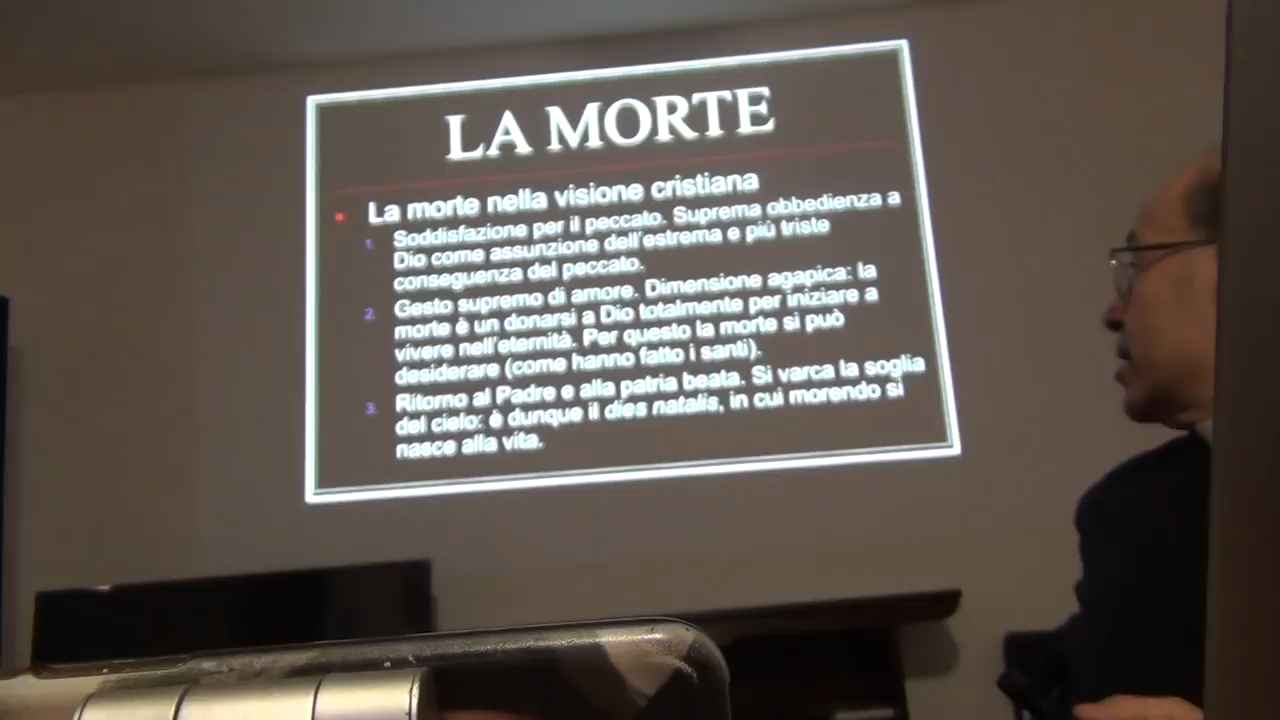 LA MORTE
La morte nella visione cristiana
1. Soddisfazione per il peccato. Suprema obbedienza a
Dio come assunzione dell'estrema e più triste
conseguenza del peccato.
2. Gesto supremo di amore. Dimensione agapica: la
morte è un donarsi a Dio totalmente per iniziare a
vivere nell'eternità. Per questo la morte si può
desiderare (come hanno fatto i santi).
3. Ritorno al Padre e alla patria beata. Si varca la soglia
del cielo: è dunque il dies natalis, in cui morendo si
nasce alla vita.